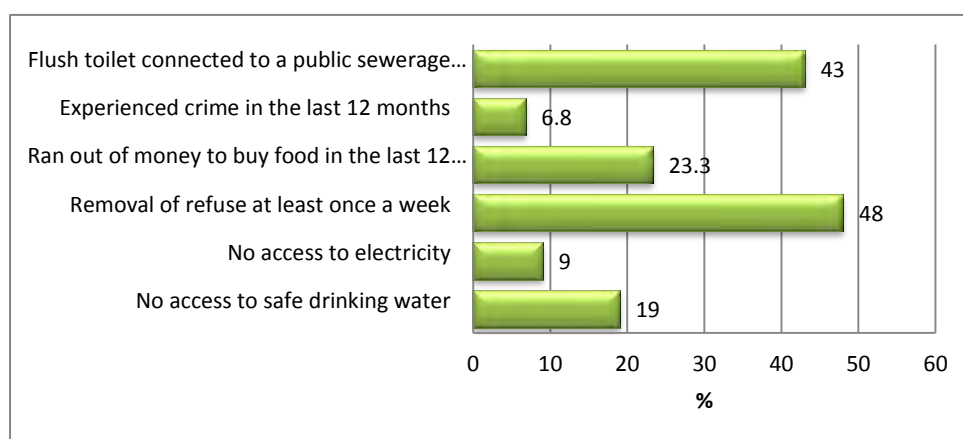 Flush toilet connected to a public sewerage... 43
Experienced crime in the last 12 months 6.8
Ran out of money to buy food in the last 12... 23.3
Removal of refuse at least once a week 48
No access to electricity 9
No access to safe drinking water 19
0 10 20 30 40 50 60
%